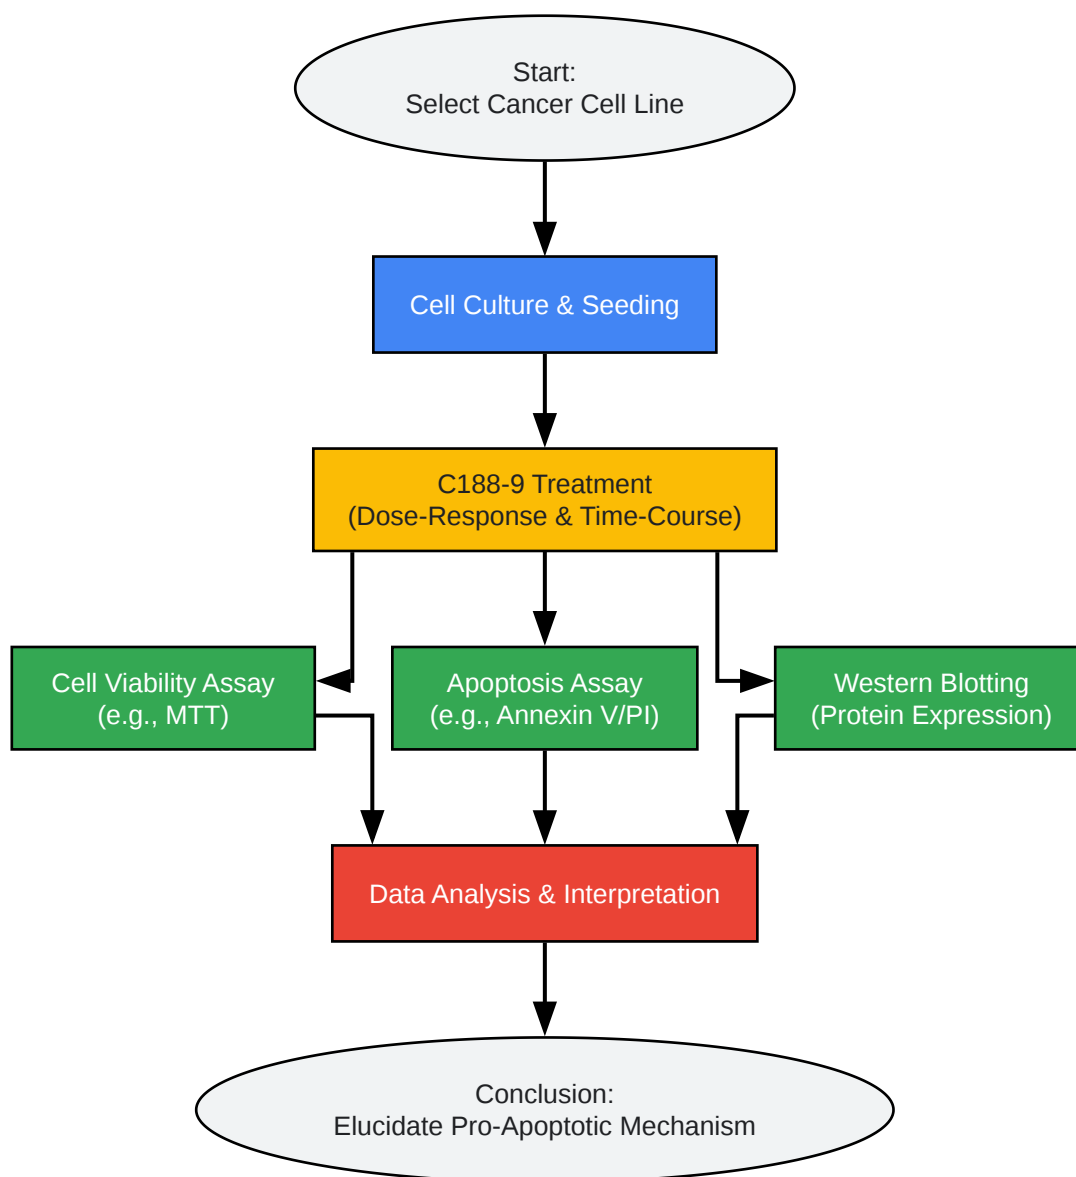 Start:
Select Cancer Cell Line
Cell Culture & Seeding
C188-9 Treatment
(Dose-Response & Time-Course)
Cell Viability Assay
(e.g., MTT)
Apoptosis Assay
(e.g., Annexin V/PI)
Western Blotting
(Protein Expression)
Data Analysis & Interpretation
Conclusion:
Elucidate Pro-Apoptotic Mechanism